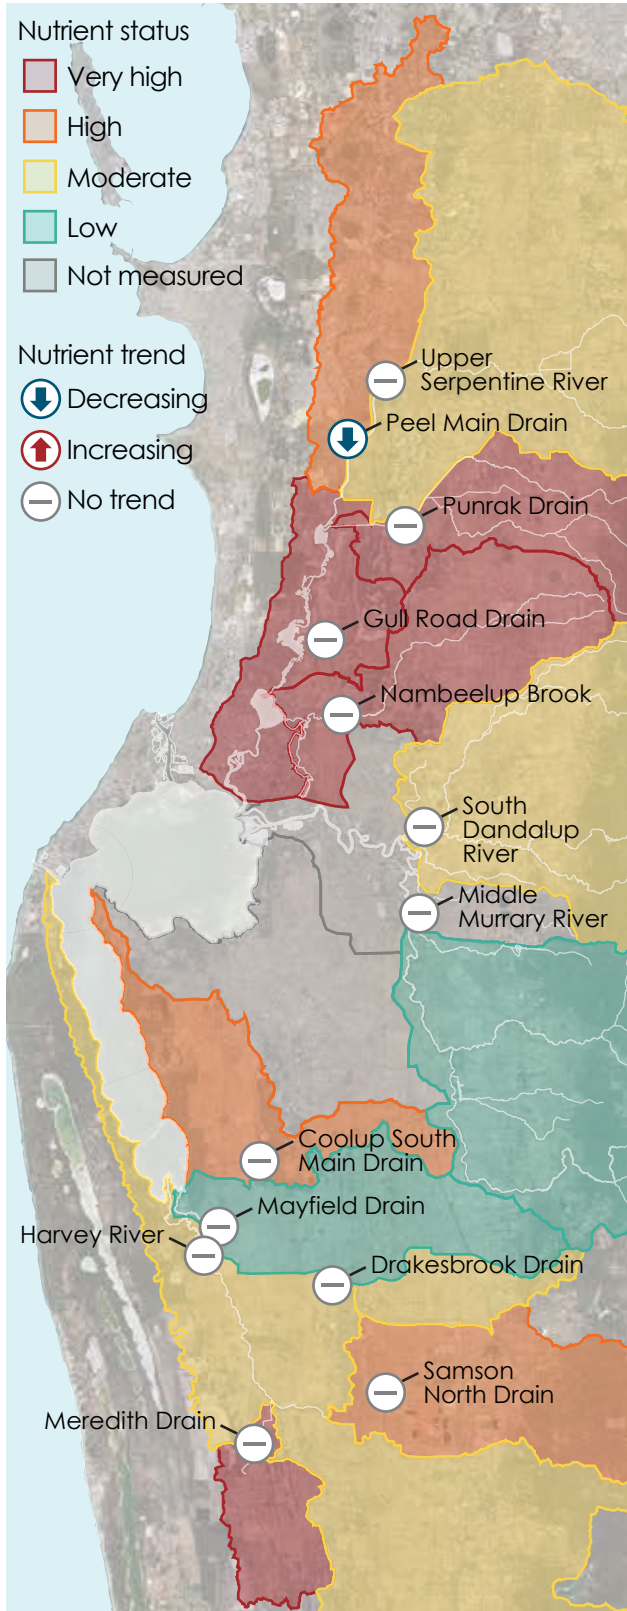 Nutrient status
Very high
High
Moderate
Low
Not measured
Nutrient trend
Decreasing
Increasing
No trend
Upper
Serpentine River
Peel Main Drain
Punrak Drain
Gull Road Drain
Nambeelup Brook
South
Dandalup
River
Middle
Murrary River
Coolup South
Main Drain
Mayfield Drain
Harvey River
Drakesbrook Drain
Samson
North Drain
Meredith Drain